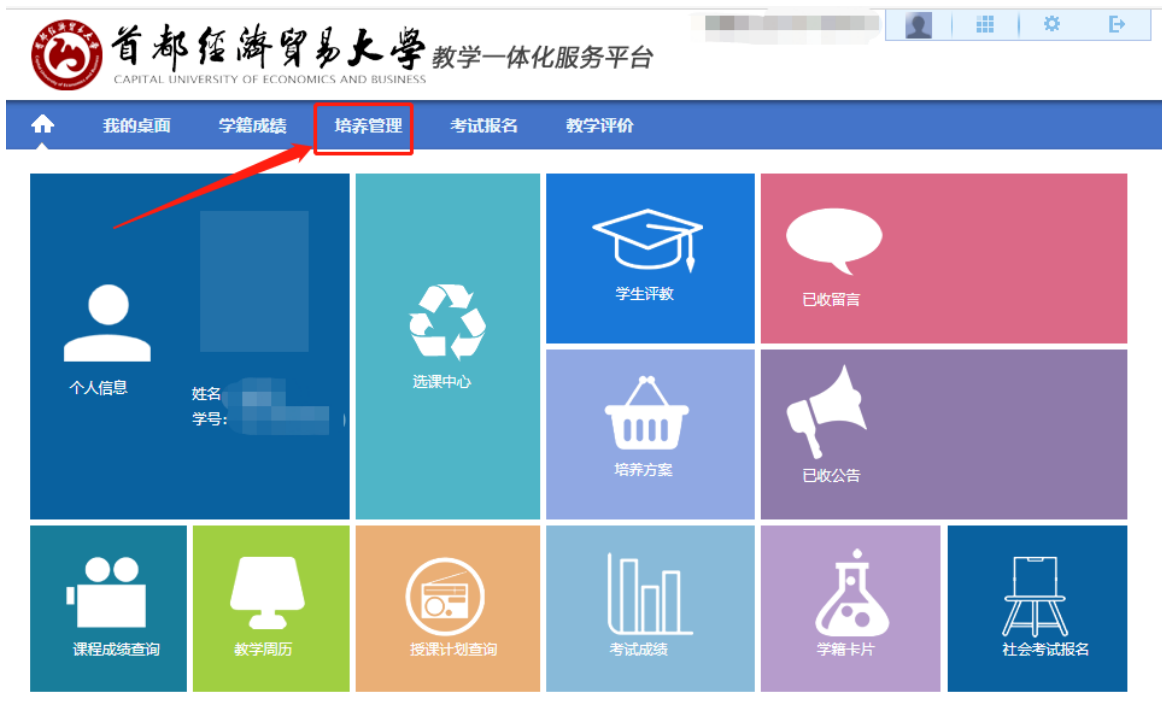 首都经济贸易大学 教学一体化服务平台
CAPITAL UNIVERSITY OF ECONOMICS AND BUSINESS
我的桌面 学籍成绩 培养管理 考试报名 教学评价
学生评教
已收留言
个人信息
选课中心
姓名
学号:
培养方案
已收公告
课程成绩查询
教学周历
授课计划查询
考试成绩
学籍卡片
社会考试报名